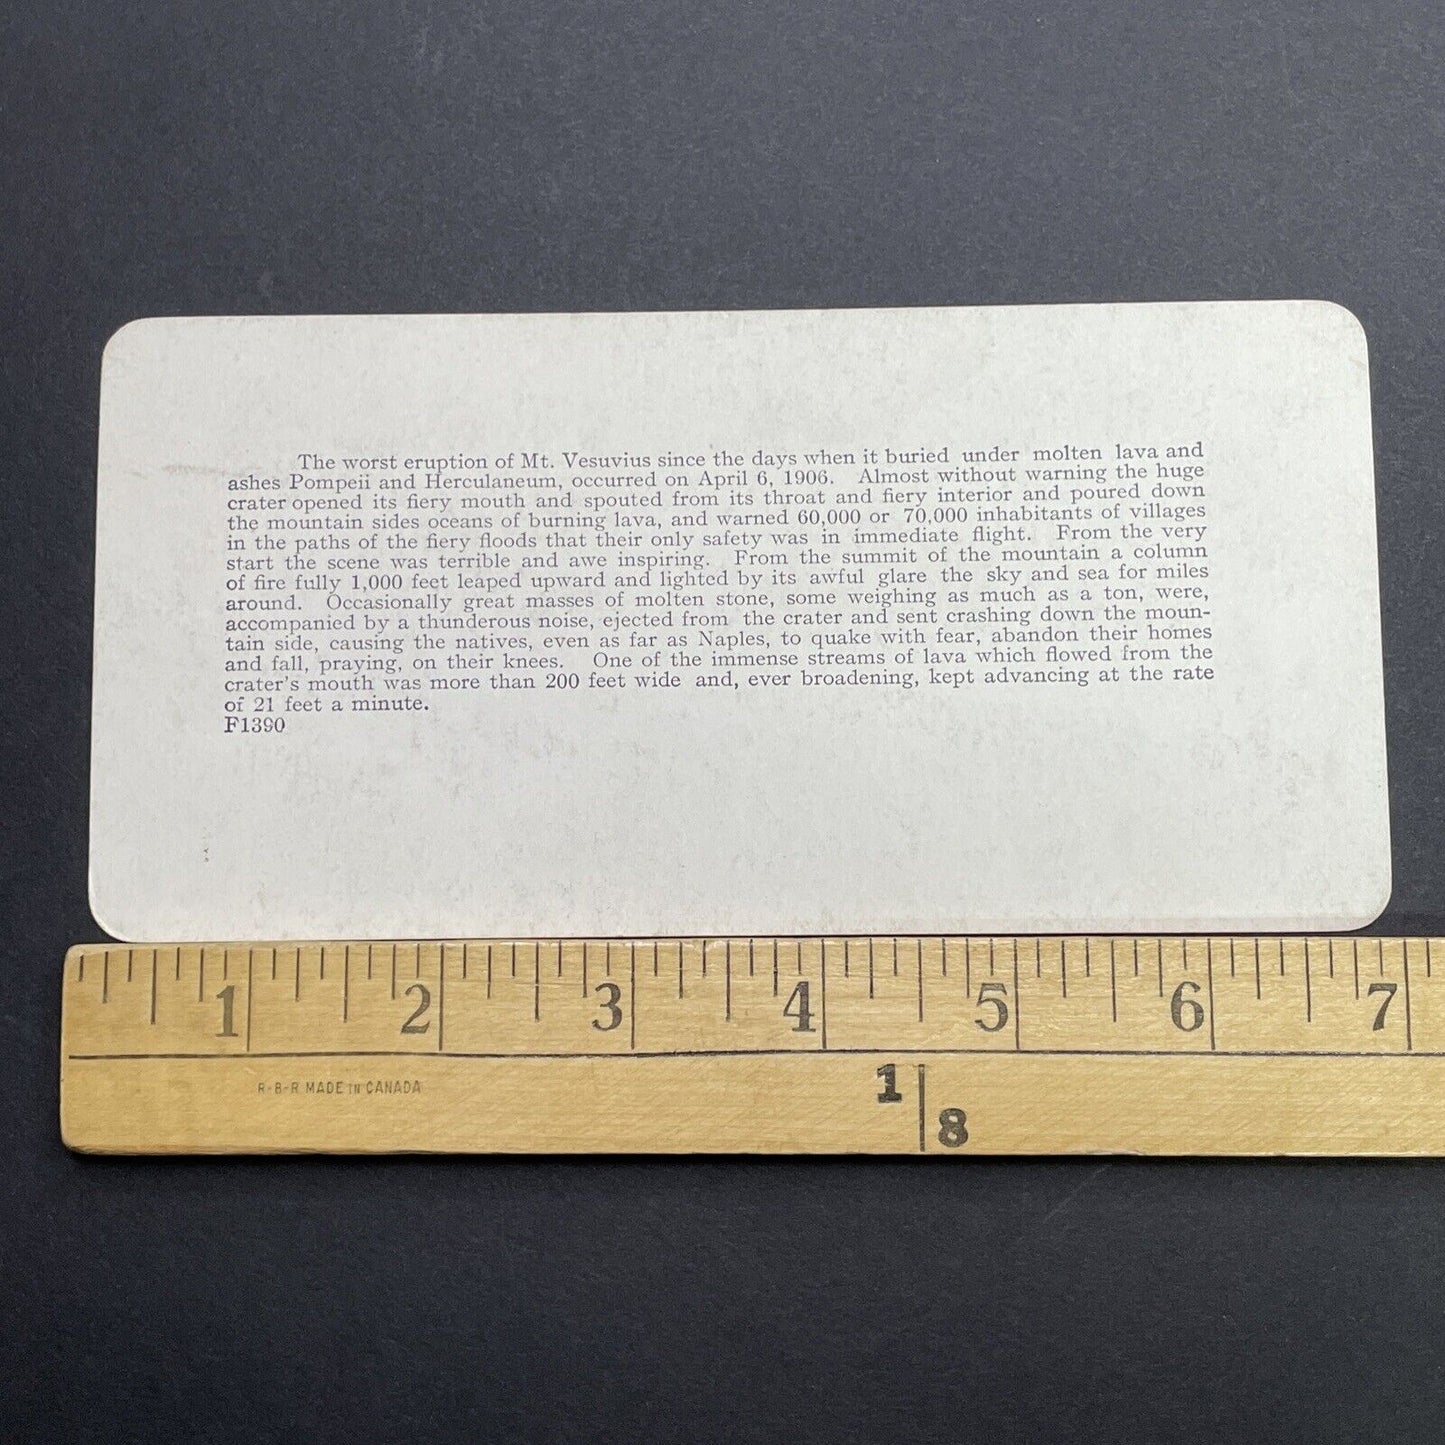 The worst eruption of Mt. Vesuvius since the days when it buried under molten lava and
ashes Pompeii and Herculaneum, occurred on April 6, 1906. Almost without warning the huge
crater opened its fiery mouth and spouted from its throat and fiery interior and poured down
the mountain sides oceans of burning lava, and warned 60,000 or 70,000 inhabitants of villages
in the paths of the fiery floods that their only safety was in immediate flight. From the very
start the scene was terrible and awe inspiring. From the summit of the mountain a column
of fire fully 1,000 feet leaped upward and lighted by its awful glare the sky and sea for miles
around. Occasionally great masses of molten stone, some weighing as much as a ton, were,
accompanied by a thunderous noise, ejected from the crater and sent crashing down the moun-
tain side, causing the natives, even as far as Naples, to quake with fear, abandon their homes
and fall, praying, on their knees. One of the immense streams of lava which flowed from the
crater's mouth was more than 200 feet wide and, ever broadening, kept advancing at the rate
of 21 feet a minute.
F1390
1 2 3 4 5 6 7
R-B-R MADE IN CANADA
1
8